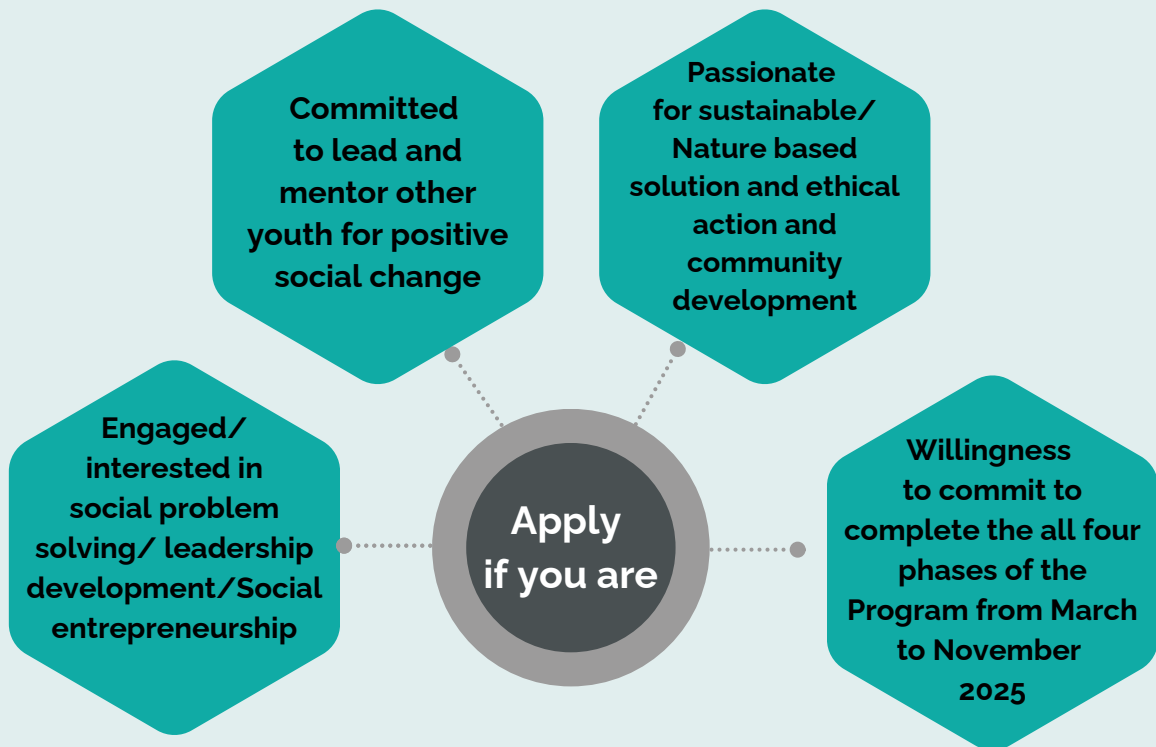 Apply
if you are
Engaged/
interested in
social problem
solving/ leadership
development/Social
entrepreneurship
Committed
to lead and
mentor other
youth for positive
social change
Passionate
for sustainable/
Nature based
solution and ethical
action and
community
development
Willingness
to commit to
complete the all four
phases of the
Program from March
to November
2025